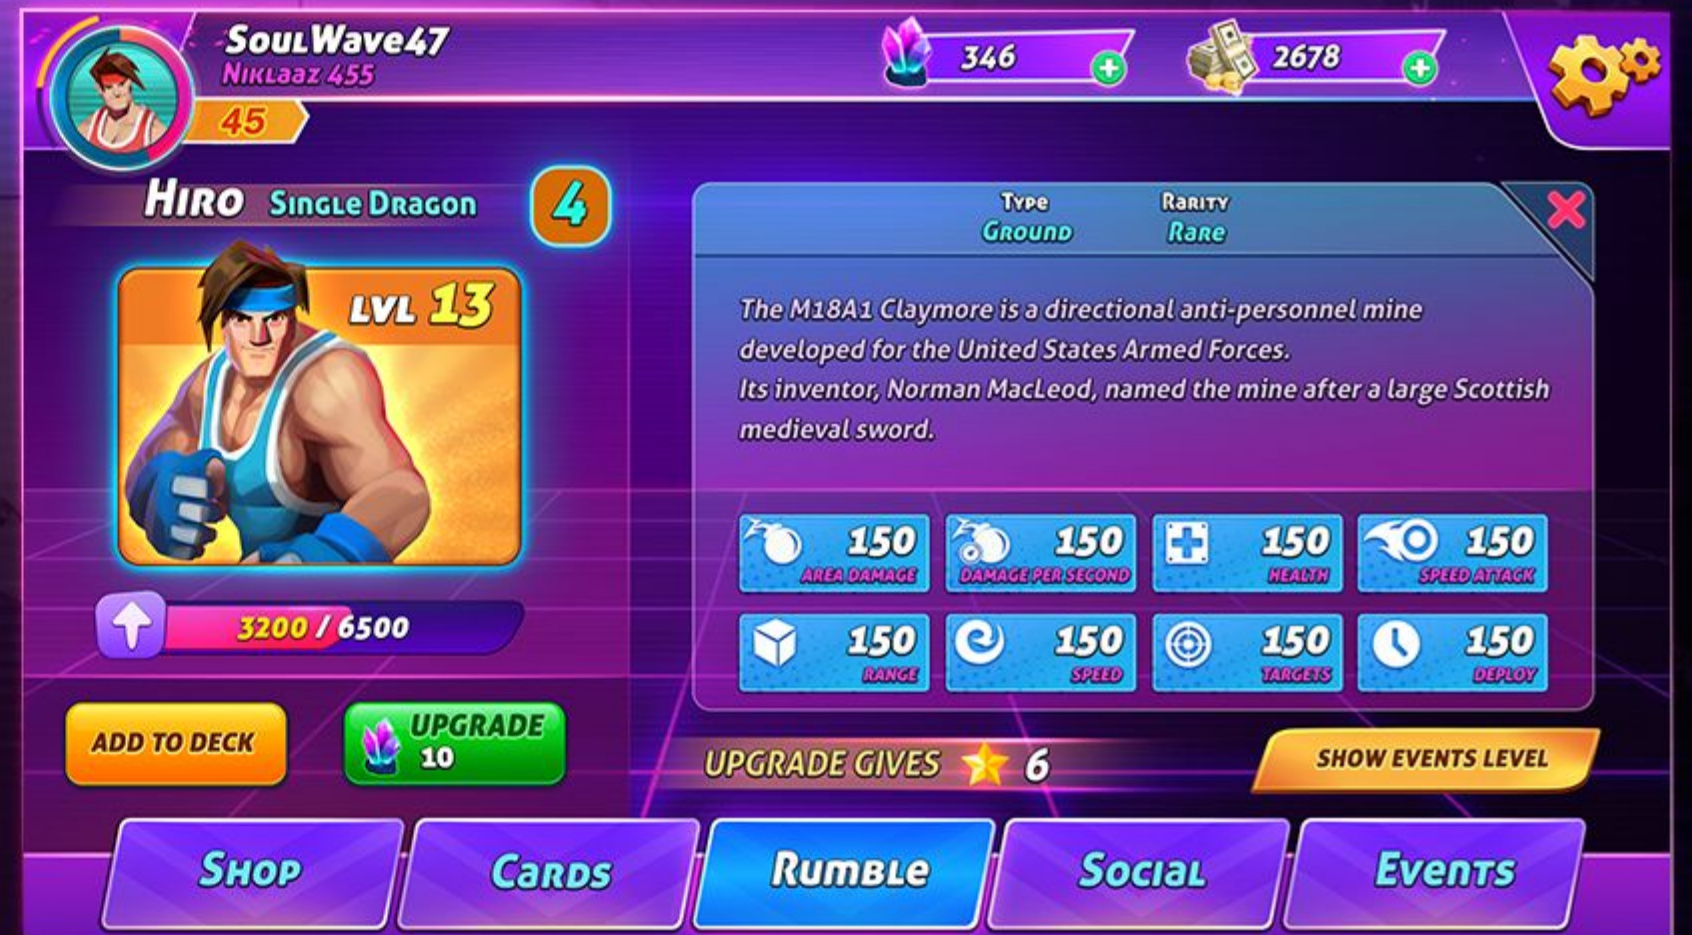 SoulWave47
Niklaaz 455
346
2678
45
Hiro Single Dragon
4
LVL 13
3200 / 6500
ADD TO DECK
UPGRADE
10
Type
Ground
Rarity
Rare
The M18A1 Claymore is a directional anti-personnel mine
developed for the United States Armed Forces.
Its inventor, Norman MacLeod, named the mine after a large Scottish
medieval sword.
150
AREA DAMAGE
150
DAMAGE PER SECOND
150
HEALTH
150
SPEED ATTACK
150
RANGE
150
SPEED
150
TARGETS
150
DEPLOY
UPGRADE GIVES 6
SHOW EVENTS LEVEL
Shop
Cards
Rumble
Social
Events